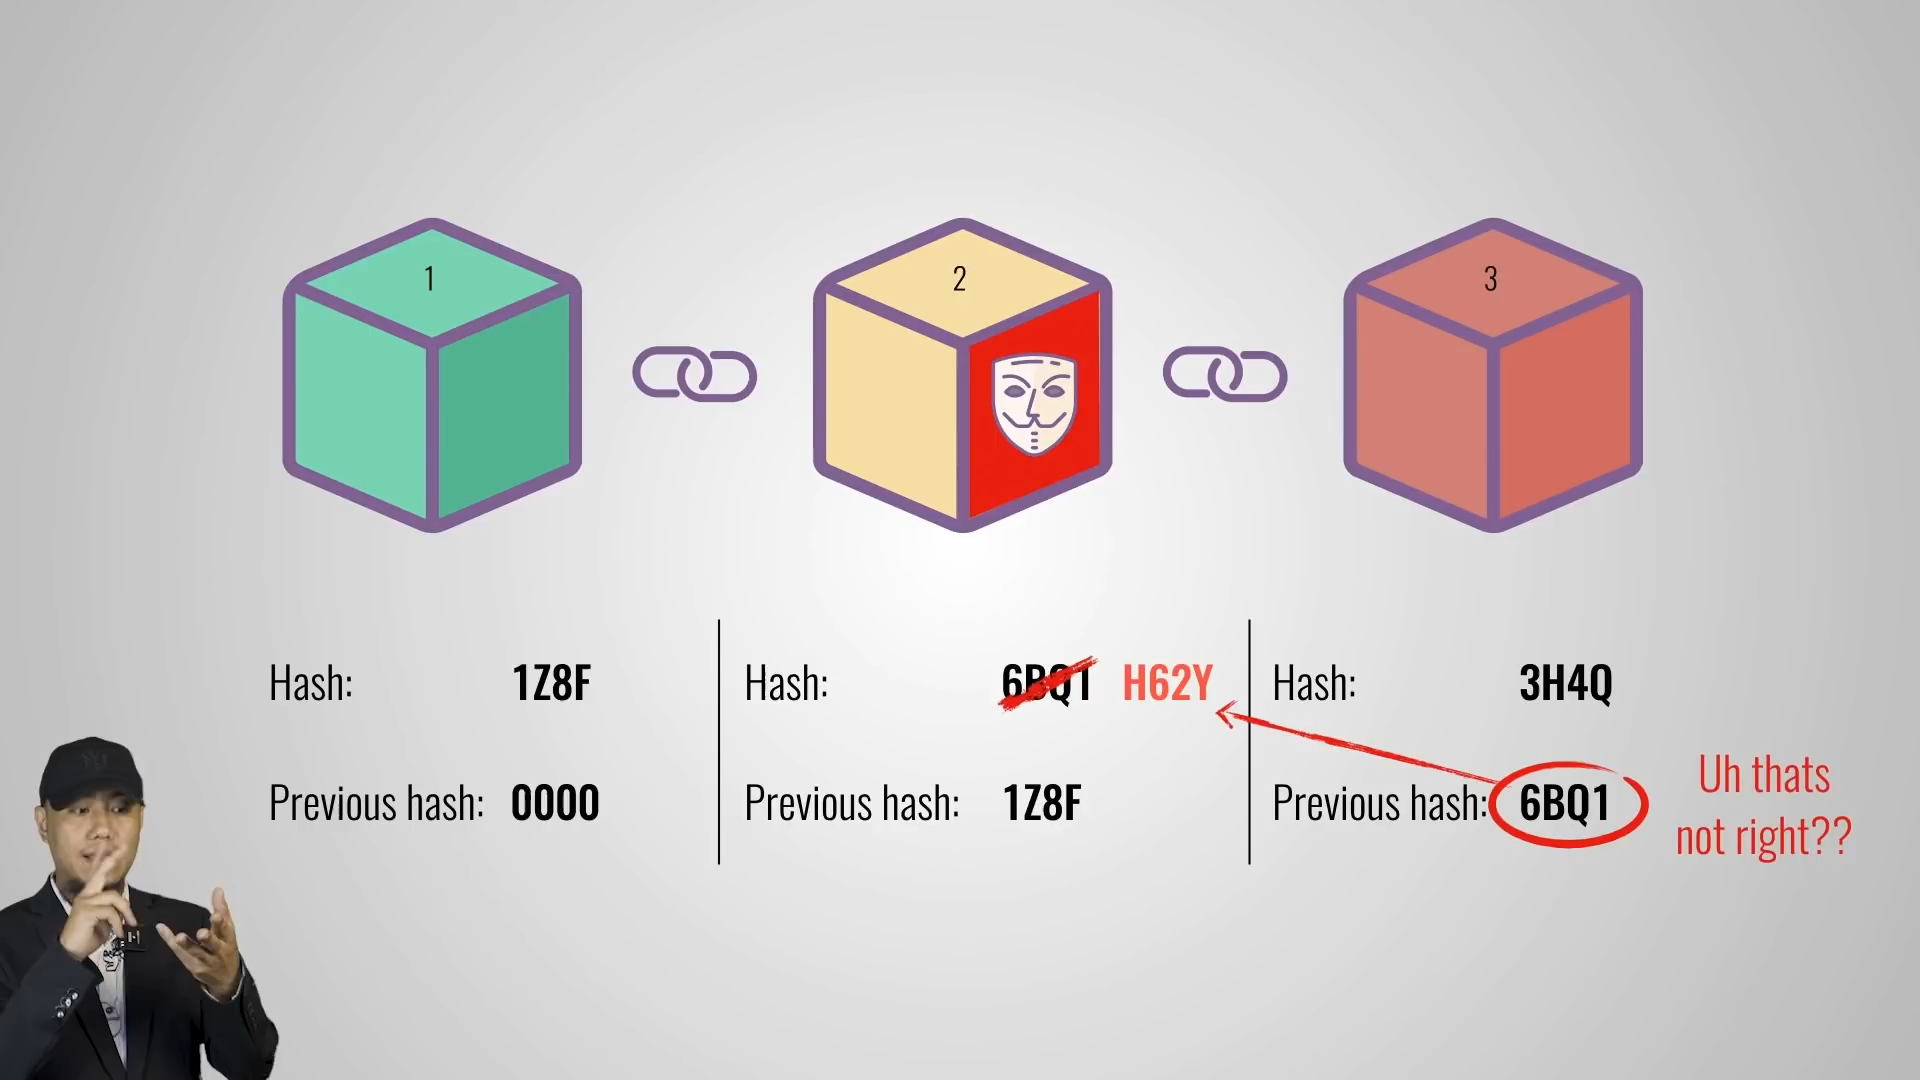 1
2
3
Hash: 1Z8F
Previous hash: 0000
Hash: 6BQ1 H62Y
Previous hash: 1Z8F
Hash: 3H4Q
Previous hash: 6BQ1
Uh thats
not right??